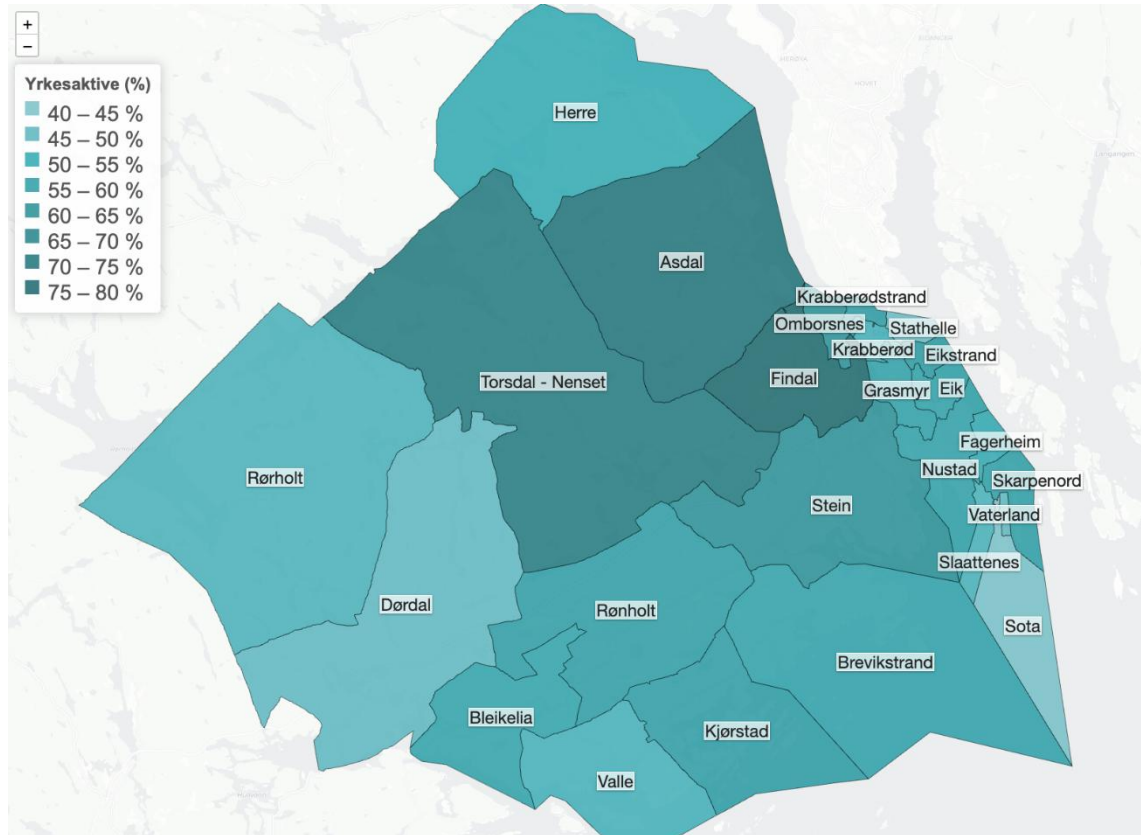 +
−
Yrkesaktive (%)
40 – 45 %
45 – 50 %
50 – 55 %
55 – 60 %
60 – 65 %
65 – 70 %
70 – 75 %
75 – 80 %
Herre
Asdal
Krabberødstrand
Omborsnes
Stathelle
Krabberød
Eikstrand
Torsdal - Nenset
Findal
Grasmyr
Eik
Fagerheim
Rørholt
Nustad
Skarpenord
Stein
Vaterland
Slaattenes
Dørdal
Rønholt
Sota
Brevikstrand
Bleikelia
Kjørstad
Valle